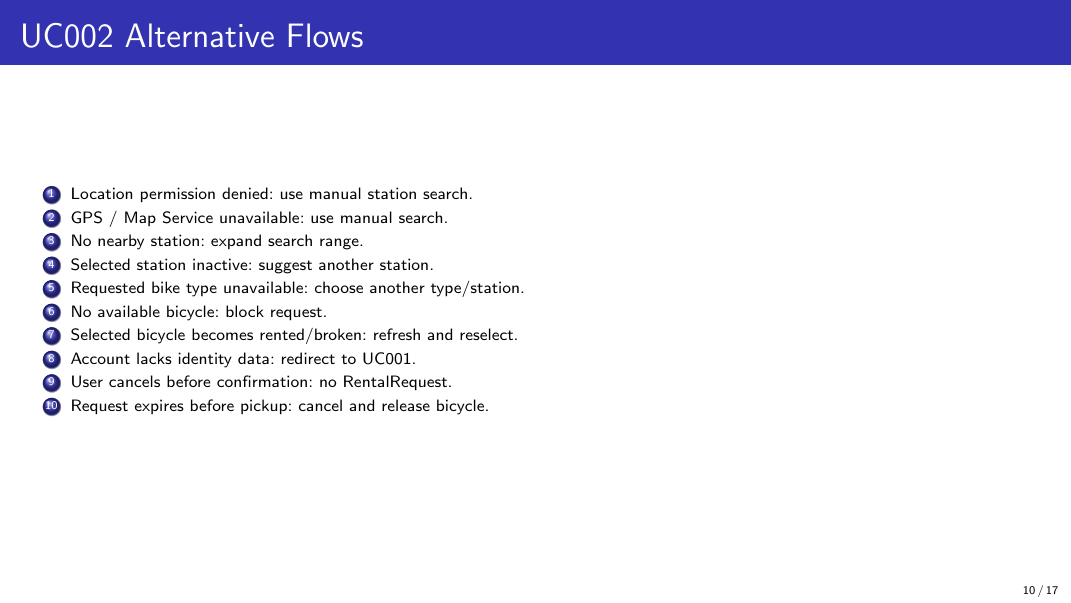 UC002 Alternative Flows
1 Location permission denied: use manual station search.
2 GPS / Map Service unavailable: use manual search.
3 No nearby station: expand search range.
4 Selected station inactive: suggest another station.
5 Requested bike type unavailable: choose another type/station.
6 No available bicycle: block request.
7 Selected bicycle becomes rented/broken: refresh and reselect.
8 Account lacks identity data: redirect to UC001.
9 User cancels before confirmation: no RentalRequest.
10 Request expires before pickup: cancel and release bicycle.
10 / 17